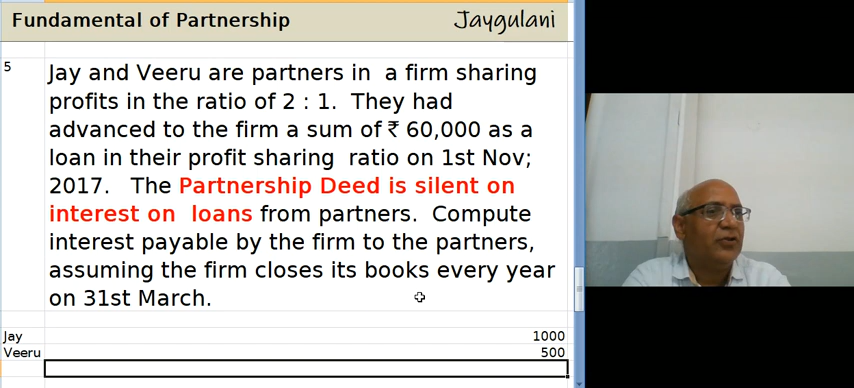 Fundamental of Partnership Jaygulani
5 Jay and Veeru are partners in a firm sharing
profits in the ratio of 2 : 1. They had
advanced to the firm a sum of ₹ 60,000 as a
loan in their profit sharing ratio on 1st Nov;
2017. The Partnership Deed is silent on
interest on loans from partners. Compute
interest payable by the firm to the partners,
assuming the firm closes its books every year
on 31st March.
Jay 1000
Veeru 500